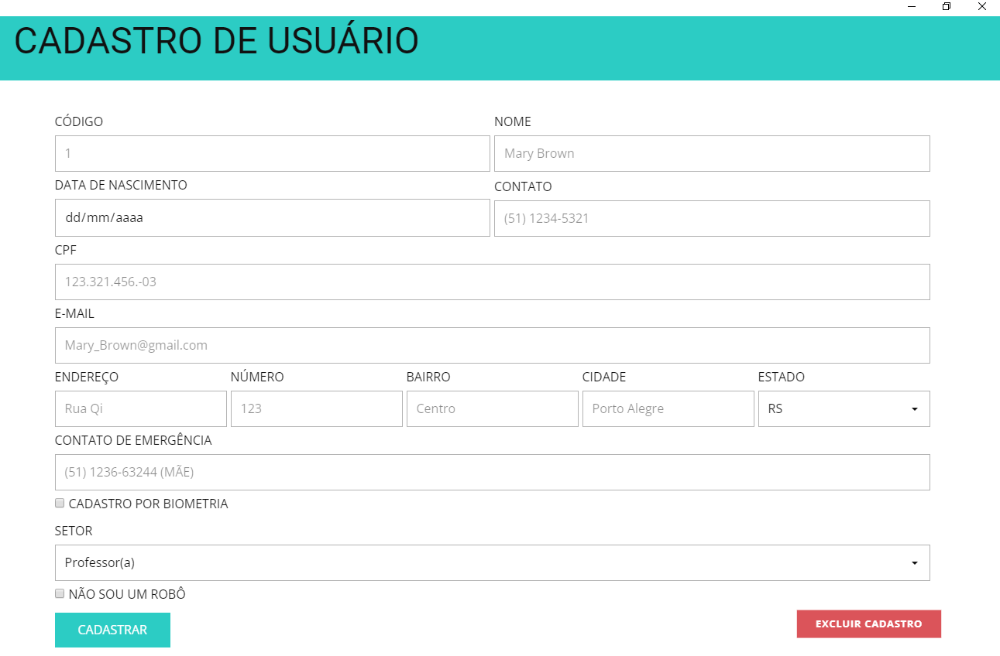 CADASTRO DE USUÁRIO
CÓDIGO
NOME
1
Mary Brown
DATA DE NASCIMENTO
CONTATO
dd/mm/aaaa
(51) 1234-5321
CPF
123.321.456.-03
E-MAIL
Mary_Brown@gmail.com
ENDEREÇO
NÚMERO
BAIRRO
CIDADE
ESTADO
Rua Qi
123
Centro
Porto Alegre
RS
CONTATO DE EMERGÊNCIA
(51) 1236-63244 (MÃE)
CADASTRO POR BIOMETRIA
SETOR
Professor(a)
NÃO SOU UM ROBÔ
CADASTRAR
EXCLUIR CADASTRO